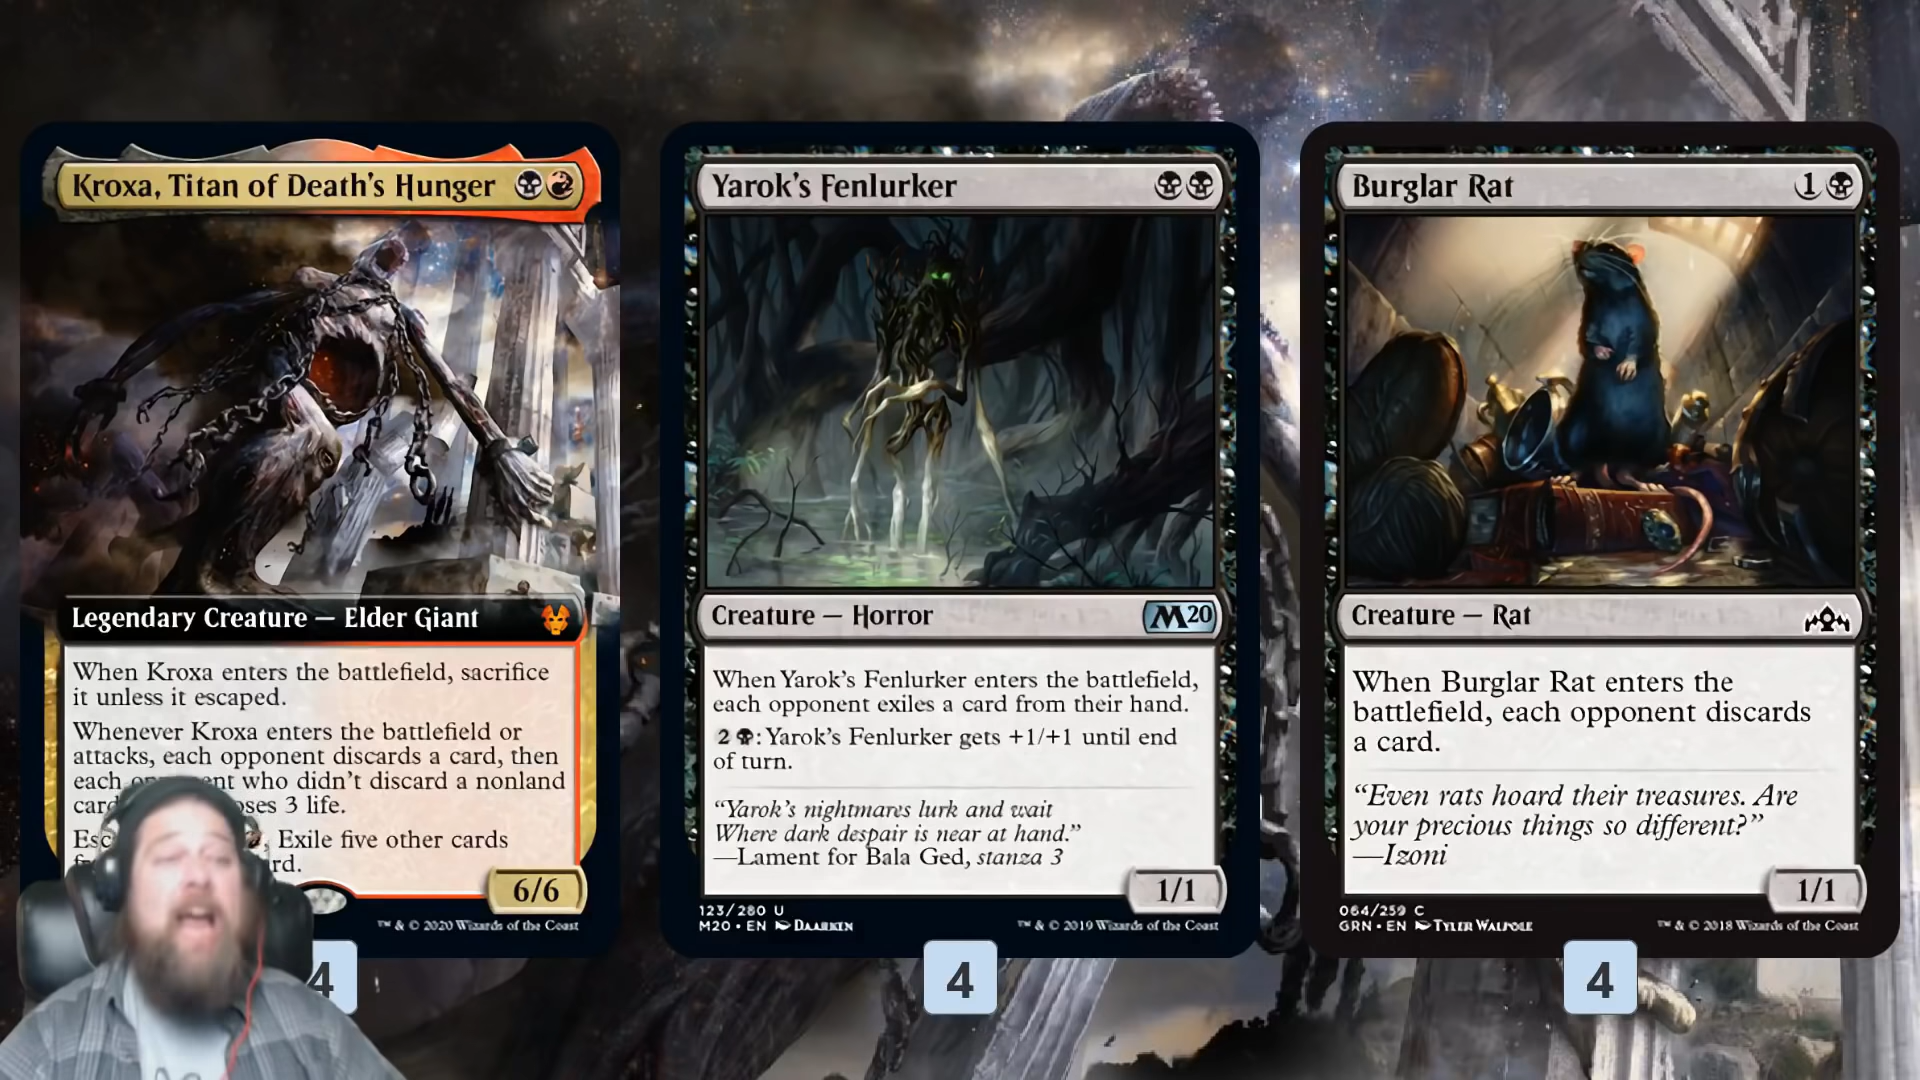 Kroxa, Titan of Death's Hunger
Legendary Creature — Elder Giant
When Kroxa enters the battlefield, sacrifice
it unless it escaped.
Whenever Kroxa enters the battlefield or
attacks, each opponent discards a card, then
each who didn't discard a nonland
3 life.
Exile five other cards
6/6
™ & © 2020 Wizards of the Coast
4
Yarok's Fenlurker
Creature — Horror
M20
When Yarok's Fenlurker enters the battlefield,
each opponent exiles a card from their hand.
2: Yarok's Fenlurker gets +1/+1 until end
of turn.
“Yarok's nightmares lurk and wait
Where dark despair is near at hand.”
—Lament for Bala Ged, stanza 3
1/1
123/280 U
M20 • EN Daarken
™ & © 2019 Wizards of the Coast
4
Burglar Rat
1
Creature — Rat
When Burglar Rat enters the
battlefield, each opponent discards
a card.
“Even rats hoard their treasures. Are
your precious things so different?”
—Izoni
1/1
064/259 C
GRN • EN Tyler Walpole
™ & © 2018 Wizards of the Coast
4